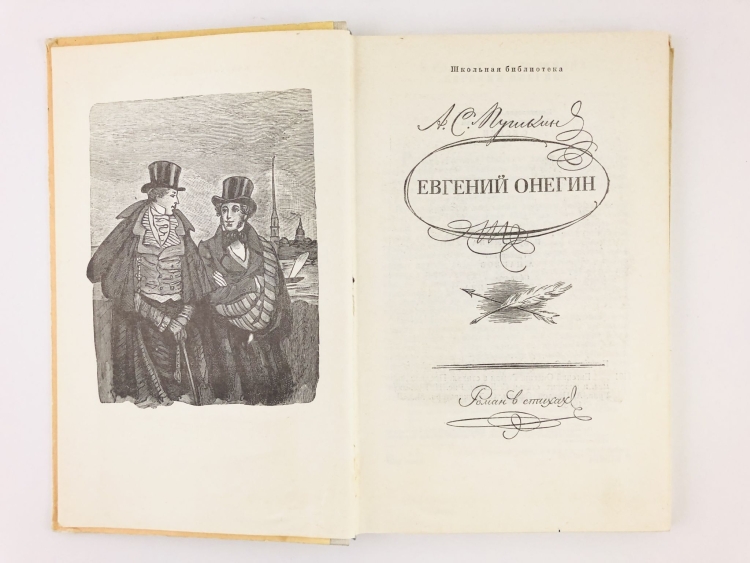 Школьная библиотека
А. С. Пушкин
ЕВГЕНИЙ ОНЕГИН
Роман в стихах